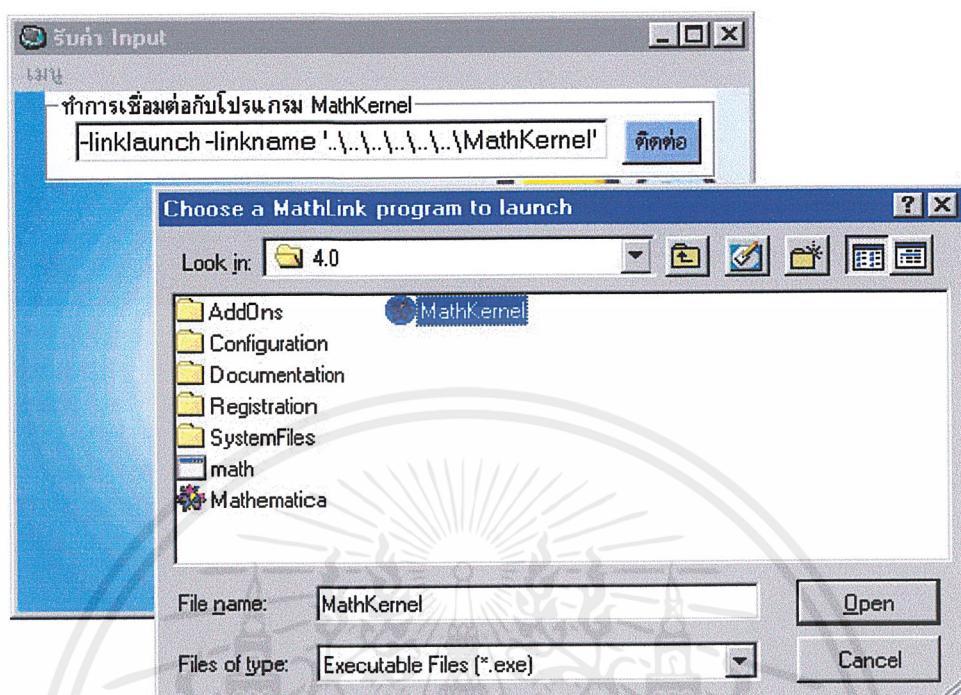 รับค่า Input
เมนู
ทำการเชื่อมต่อกับโปรแกรม MathKernel
-linklaunch -linkname '..\..\..\..\..\..\MathKernel'
ติดต่อ
Choose a MathLink program to launch
Look in: 4.0
AddOns
MathKernel
Configuration
Documentation
Registration
SystemFiles
math
Mathematica
File name: MathKernel
Open
Files of type: Executable Files (*.exe)
Cancel